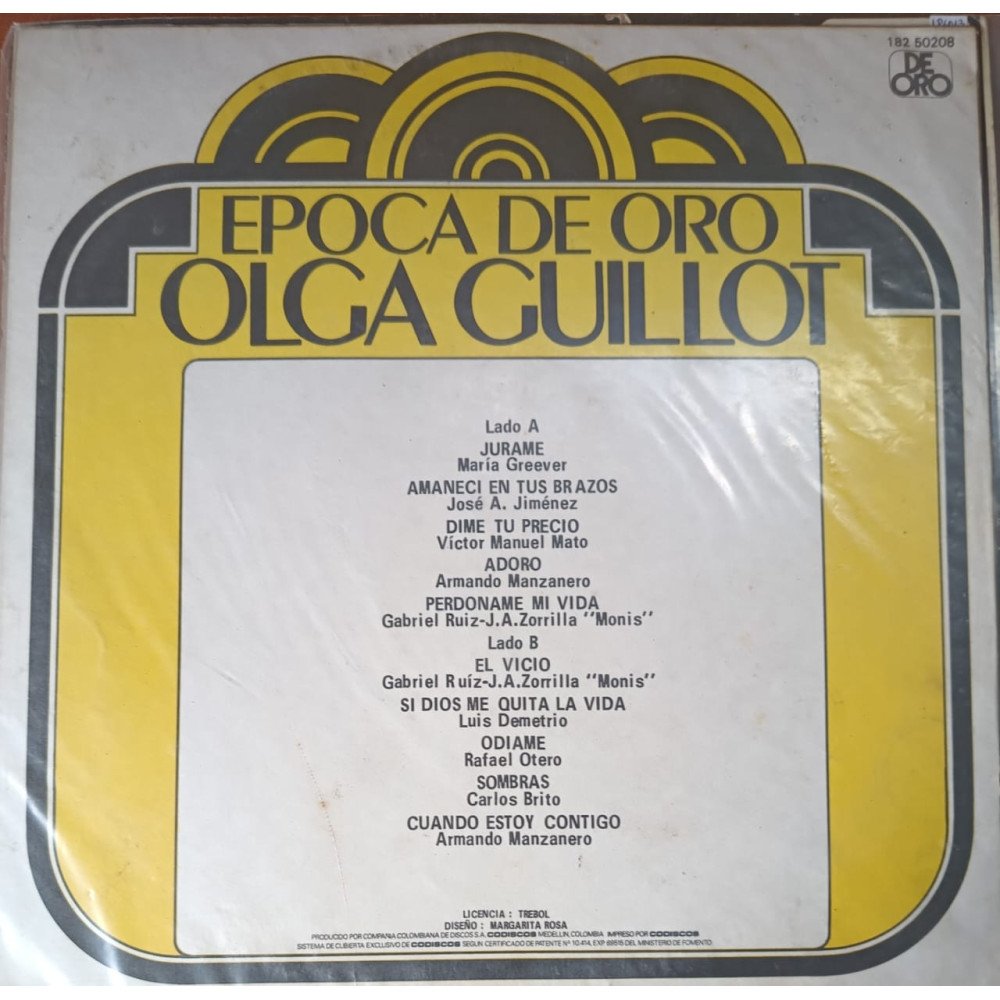 182 50208
DE
ORO
EPOCA DE ORO
OLGA GUILLOT
Lado A
JURAME
María Greever
AMANECI EN TUS BRAZOS
José A. Jiménez
DIME TU PRECIO
Víctor Manuel Mato
ADORO
Armando Manzanero
PERDONAME MI VIDA
Gabriel Ruiz-J.A.Zorrilla "Monis"
Lado B
EL VICIO
Gabriel Ruíz-J.A.Zorrilla "Monis"
SI DIOS ME QUITA LA VIDA
Luis Demetrio
ODIAME
Rafael Otero
SOMBRAS
Carlos Brito
CUANDO ESTOY CONTIGO
Armando Manzanero
LICENCIA : TREBOL
DISEÑO : MARGARITA ROSA
PRODUCIDO POR COMPANIA COLOMBIANA DE DISCOS S.A. CODISCOS MEDELLIN, COLOMBIA IMPRESO POR CODISCOS
SISTEMA DE CUBIERTA EXCLUSIVO DE CODISCOS SEGUN CERTIFICADO DE PATENTE Nº 10.414, EXP. 89515 DEL MINISTERIO DE FOMENTO.